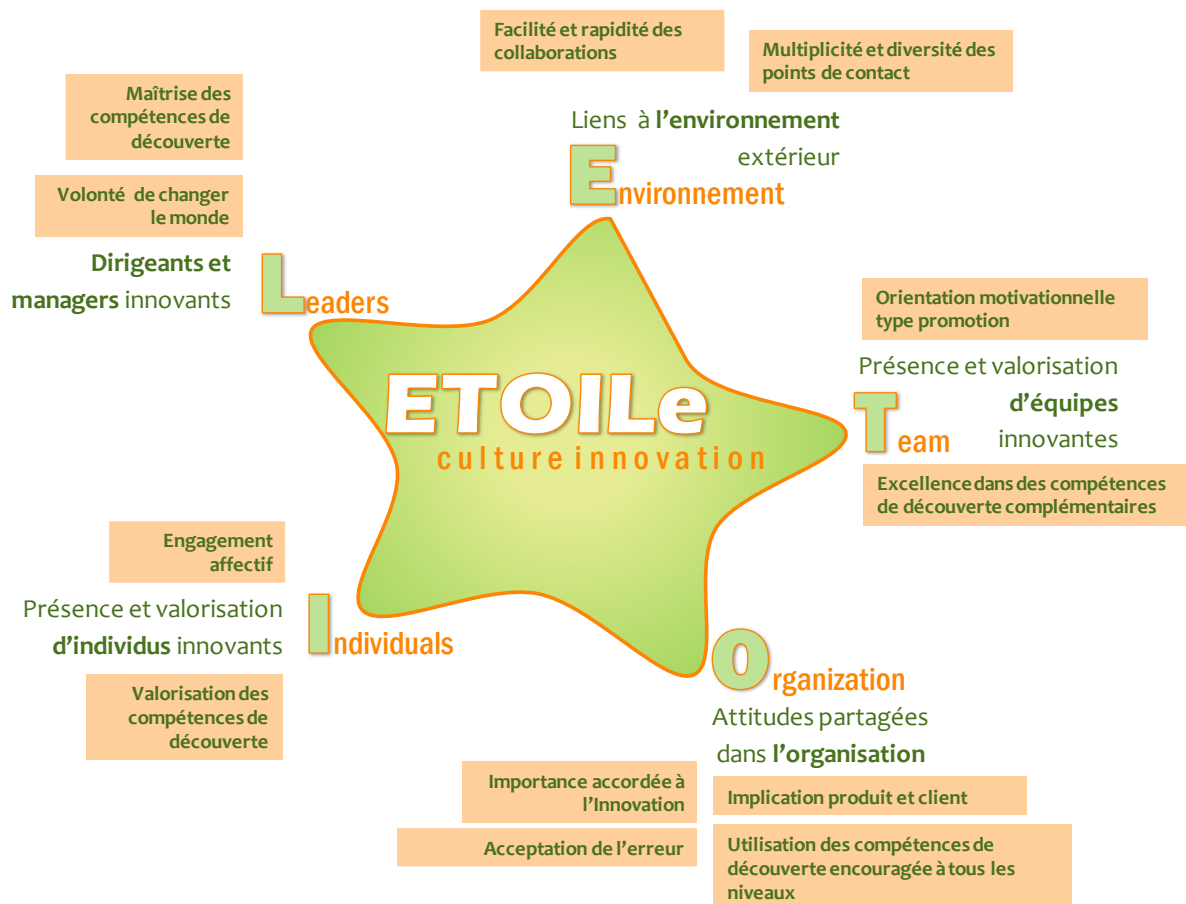 Facilité et rapidité des
collaborations
Multiplicité et diversité des
points de contact
Liens à l'environnement
extérieur
Environnement
Maîtrise des
compétences de
découverte
Volonté de changer
le monde
Dirigeants et
managers innovants
Leaders
Orientation motivationnelle
type promotion
Présence et valorisation
d'équipes
innovantes
Team
Excellence dans des compétences
de découverte complémentaires
ETOILe
culture innovation
Engagement
affectif
Présence et valorisation
d'individus innovants
Individuals
Valorisation des
compétences de
découverte
Organization
Attitudes partagées
dans l'organisation
Importance accordée à
l'Innovation
Implication produit et client
Acceptation de l'erreur
Utilisation des compétences de
découverte encouragée à tous les
niveaux